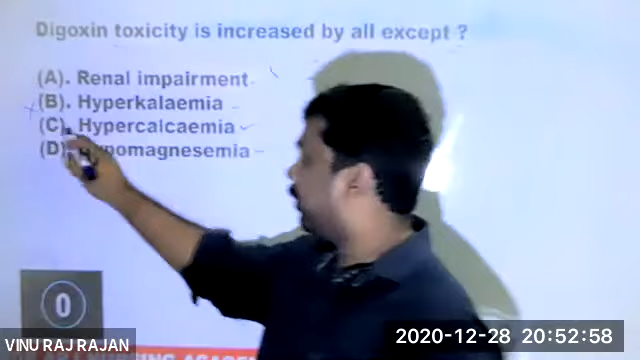 Digoxin toxicity is increased by all except ?
(A). Renal impairment
(B). Hyperkalaemia
(C). Hypercalcaemia
(D). Hypomagnesemia
0
VINU RAJ RAJAN
2020-12-28 20:52:58